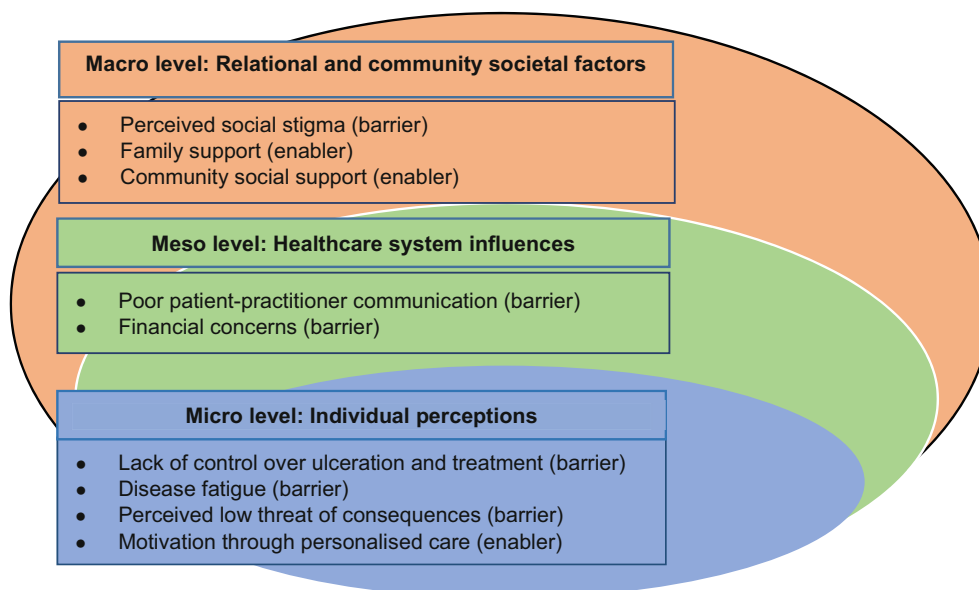 Macro level: Relational and community societal factors
● Perceived social stigma (barrier)
● Family support (enabler)
● Community social support (enabler)
Meso level: Healthcare system influences
● Poor patient-practitioner communication (barrier)
● Financial concerns (barrier)
Micro level: Individual perceptions
● Lack of control over ulceration and treatment (barrier)
● Disease fatigue (barrier)
● Perceived low threat of consequences (barrier)
● Motivation through personalised care (enabler)